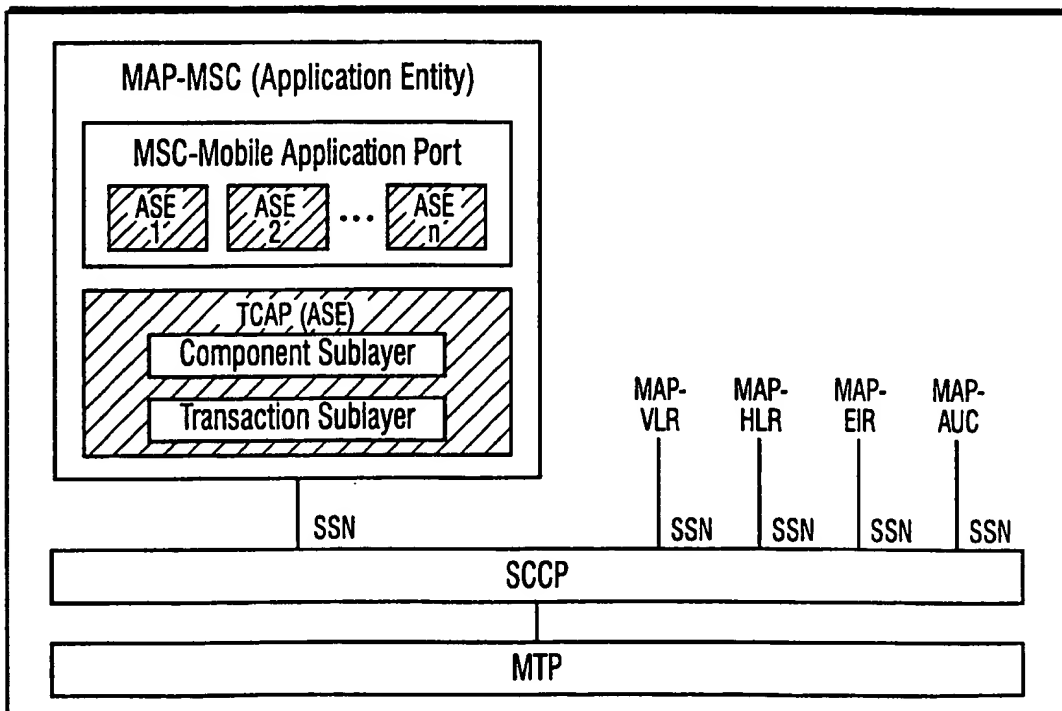 MAP-MSC (Application Entity)
MSC-Mobile Application Port
ASE
1
ASE
2
...
ASE
n
TCAP (ASE)
Component Sublayer
Transaction Sublayer
MAP-
VLR
MAP-
HLR
MAP-
EIR
MAP-
AUC
SSN
SSN
SSN
SSN
SSN
SCCP
MTP